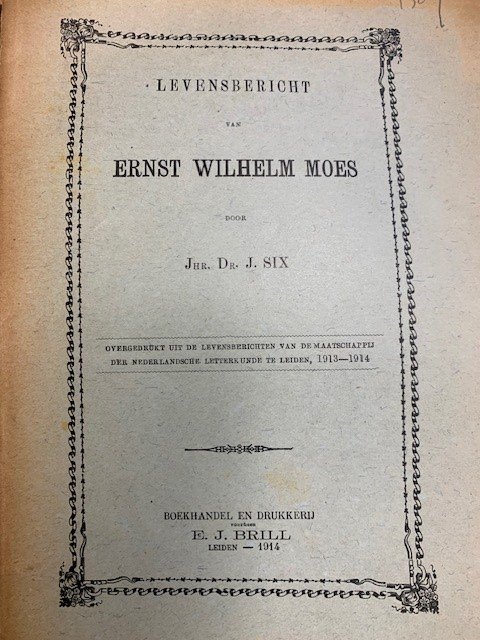 LEVENSBERICHT
VAN
ERNST WILHELM MOES
DOOR
JHR. DR. J. SIX
OVERGEDRUKT UIT DE LEVENSBERICHTEN VAN DE MAATSCHAPPIJ
DER NEDERLANDSCHE LETTERKUNDE TE LEIDEN, 1913—1914
BOEKHANDEL EN DRUKKERIJ
voorheen
E. J. BRILL
LEIDEN — 1914